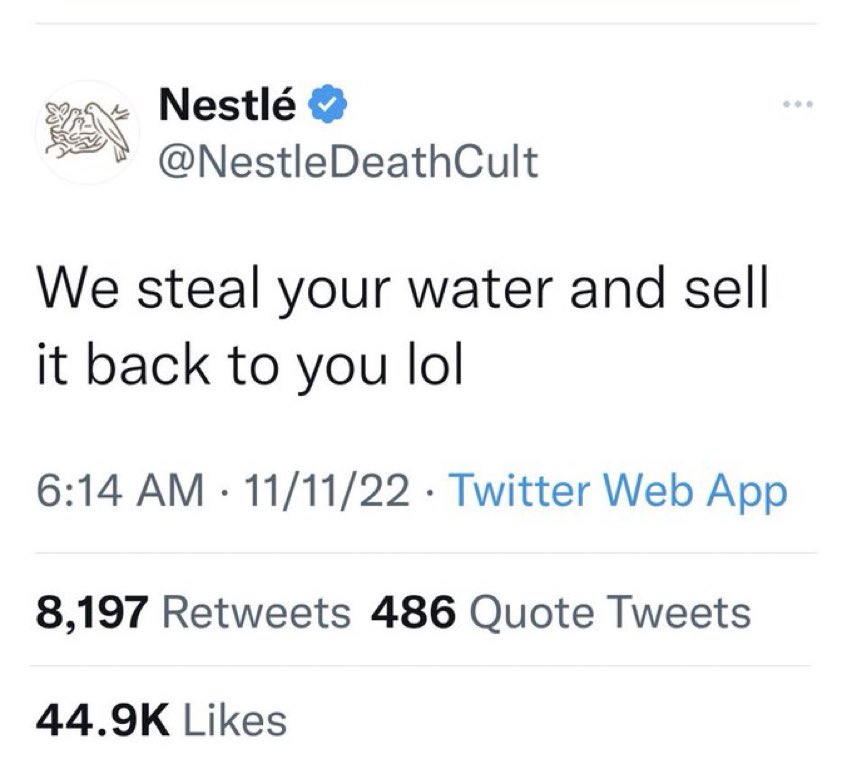 Nestlé
@NestleDeathCult
We steal your water and sell
it back to you lol
6:14 AM · 11/11/22 · Twitter Web App
8,197 Retweets 486 Quote Tweets
44.9K Likes